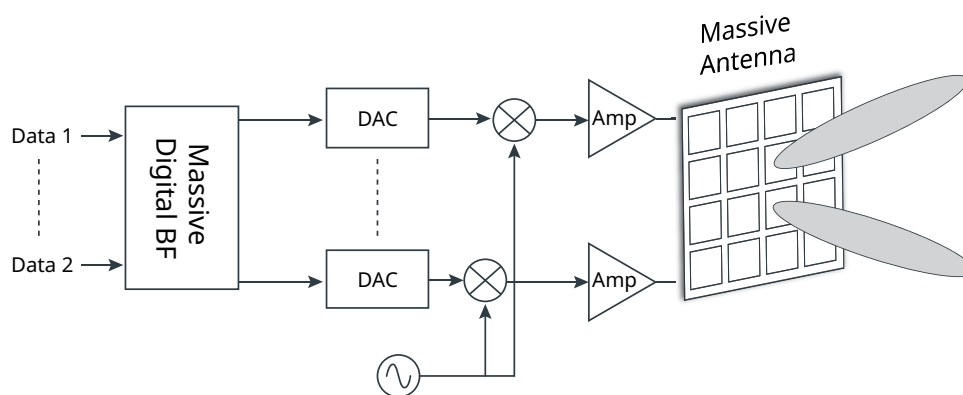 Massive
Antenna
Data 1
Massive
Digital BF
DAC
Amp
Data 2
DAC
Amp